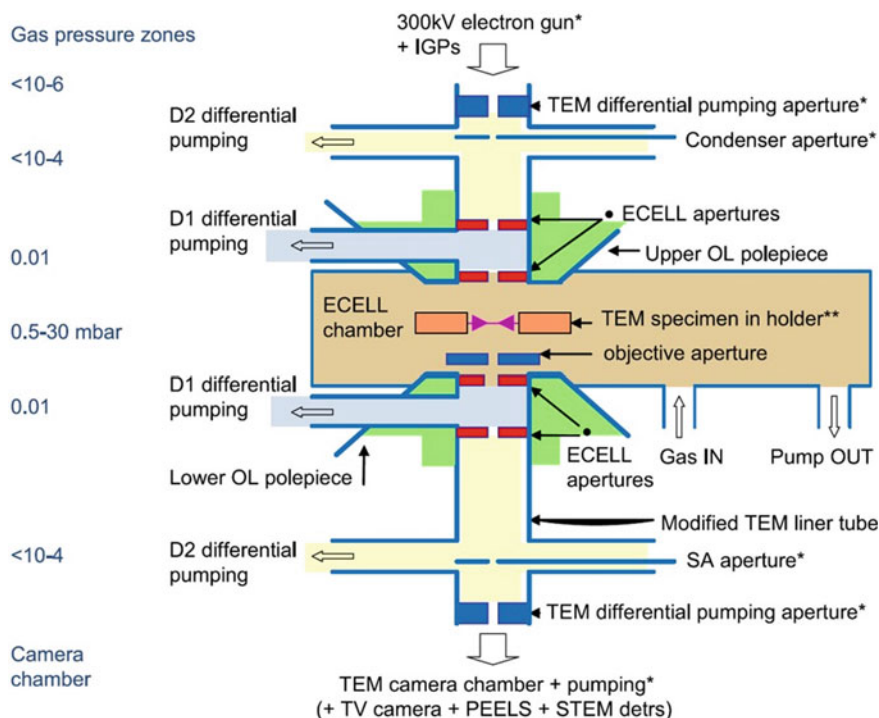 300kV electron gun*
+ IGPs
Gas pressure zones
<10-6
TEM differential pumping aperture*
D2 differential
pumping
Condenser aperture*
<10-4
D1 differential
pumping
ECELL apertures
Upper OL polepiece
0.01
ECELL
chamber
TEM specimen in holder**
0.5-30 mbar
objective aperture
D1 differential
pumping
0.01
Lower OL polepiece
ECELL
apertures
Gas IN
Pump OUT
Modified TEM liner tube
D2 differential
pumping
<10-4
SA aperture*
TEM differential pumping aperture*
Camera
chamber
TEM camera chamber + pumping*
(+ TV camera + PEELS + STEM detrs)